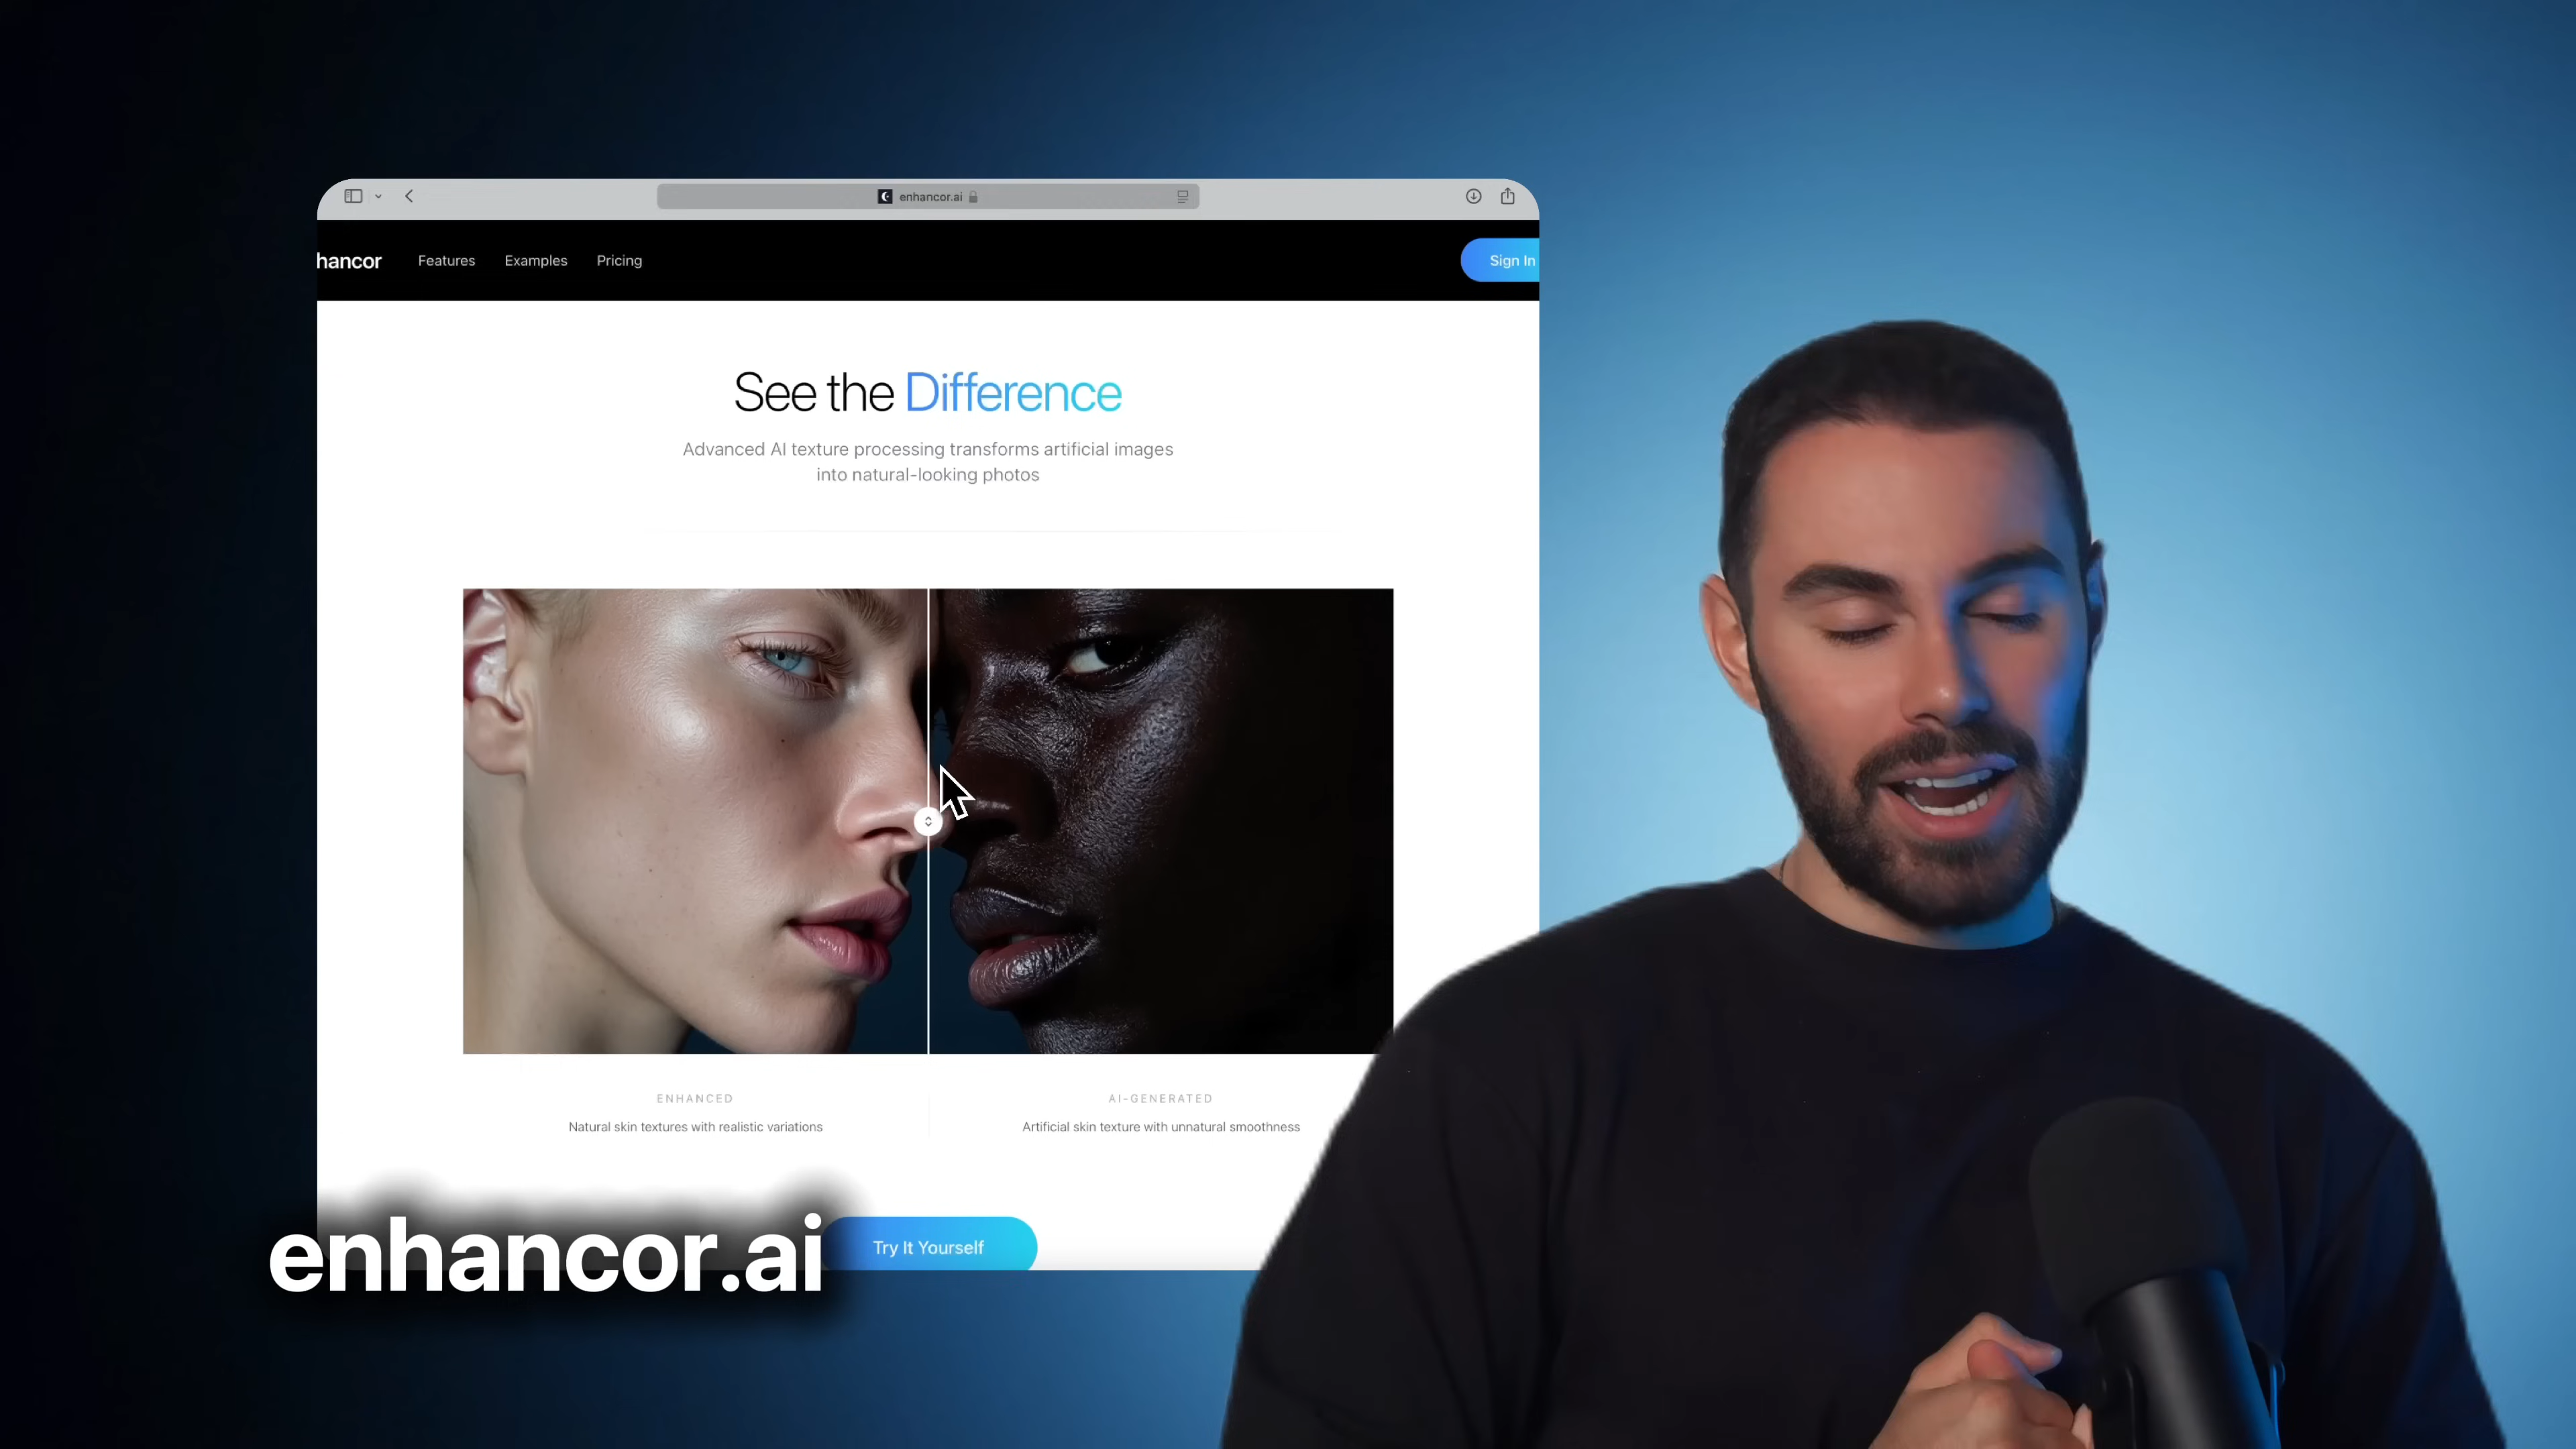 enhancor.ai
hancor
Features
Examples
Pricing
Sign In
See the Difference
Advanced AI texture processing transforms artificial images
into natural-looking photos
ENHANCED
AI-GENERATED
Natural skin textures with realistic variations
Artificial skin texture with unnatural smoothness
enhancor.ai
Try It Yourself